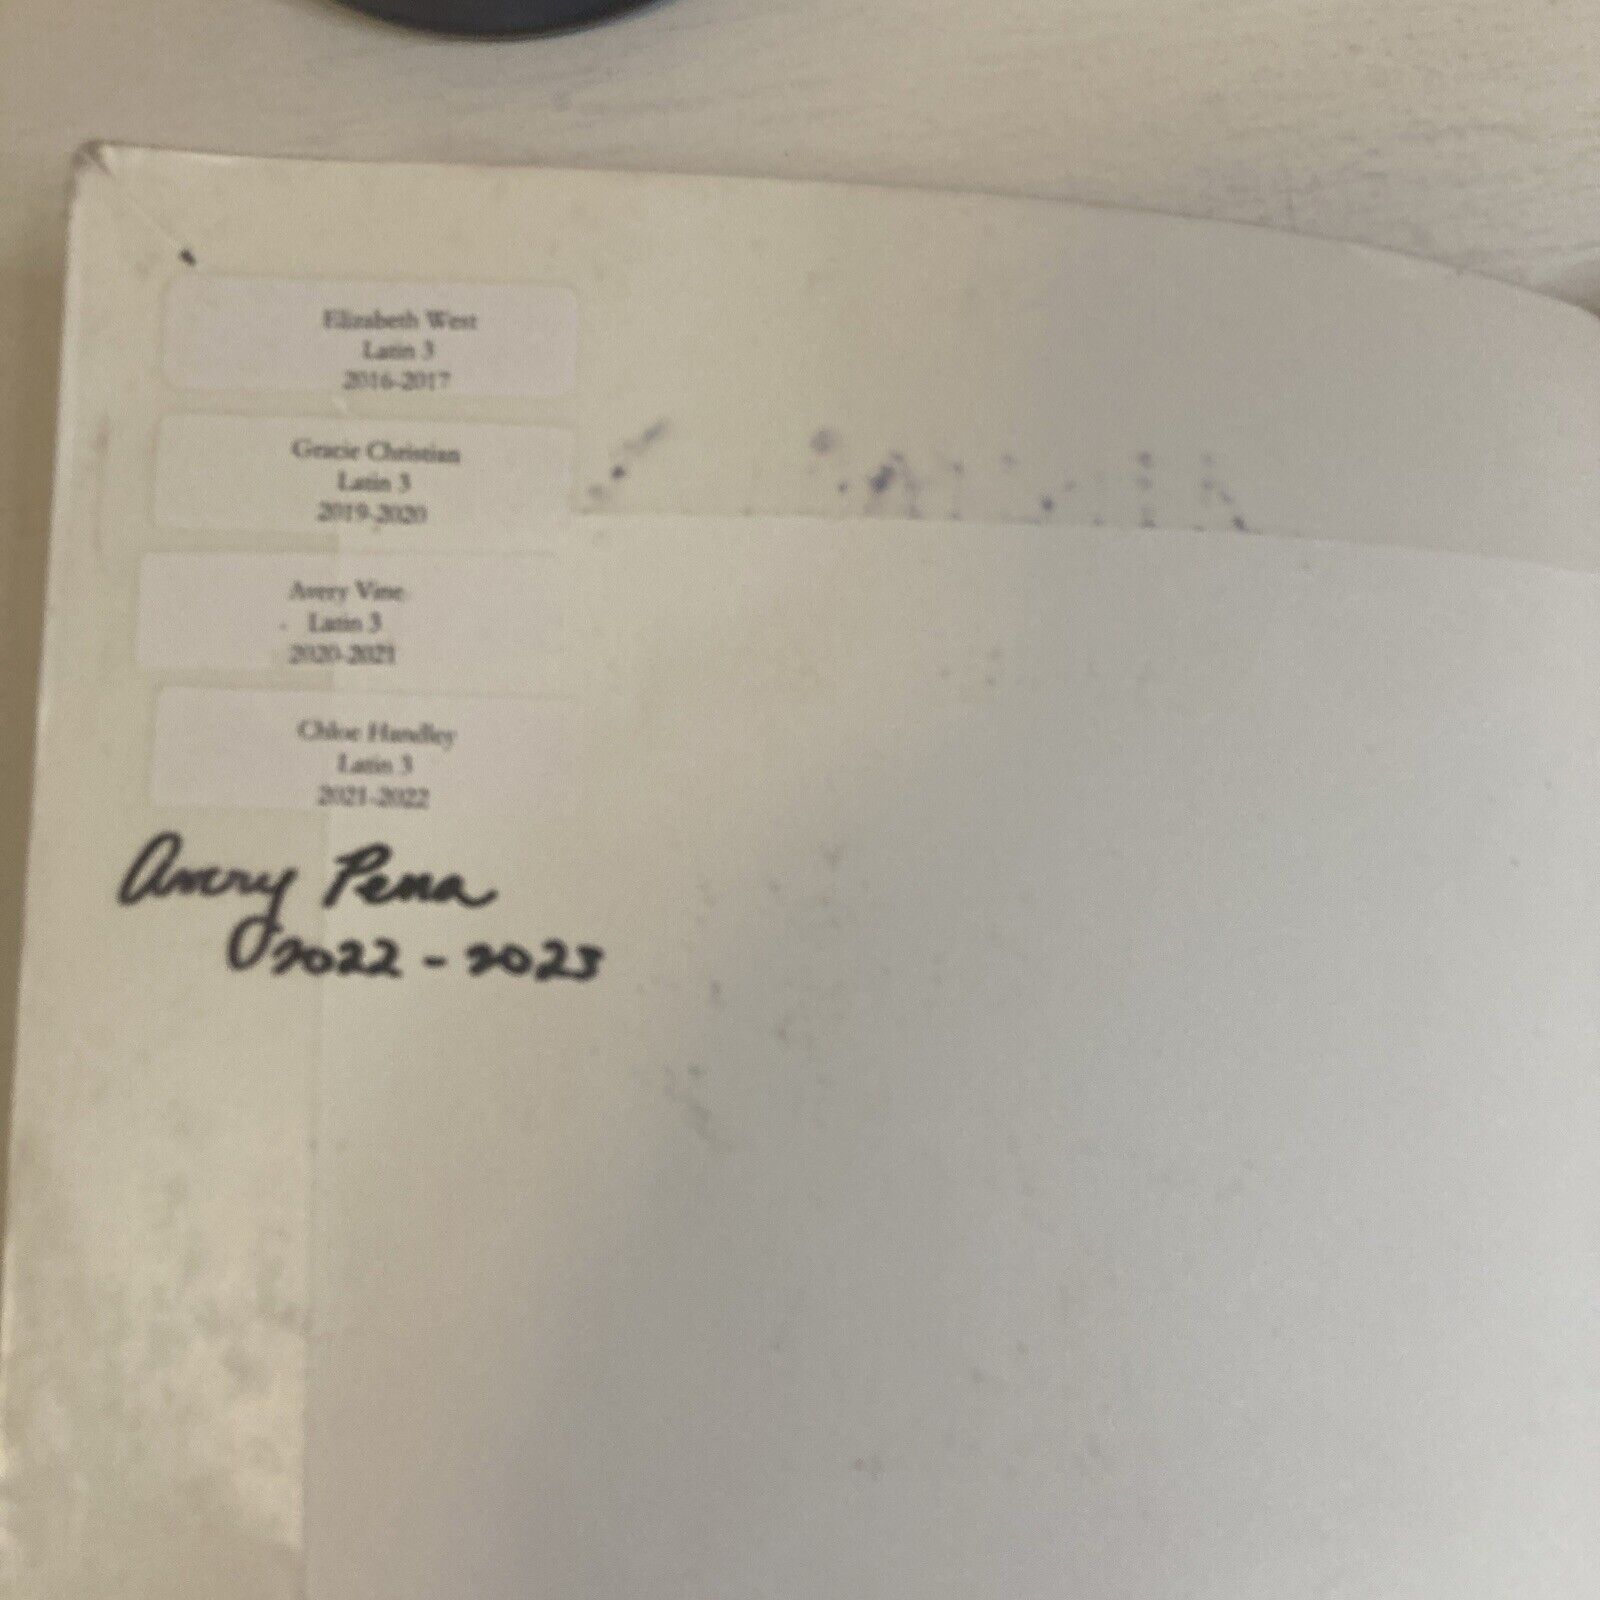 Elizabeth West
Latin 3
2016-2017
Gracie Christian
Latin 3
2019-2020
Avery Vine
Latin 3
2020-2021
Chloe Handley
Latin 3
2021-2022
Avery Pena
2022-2023